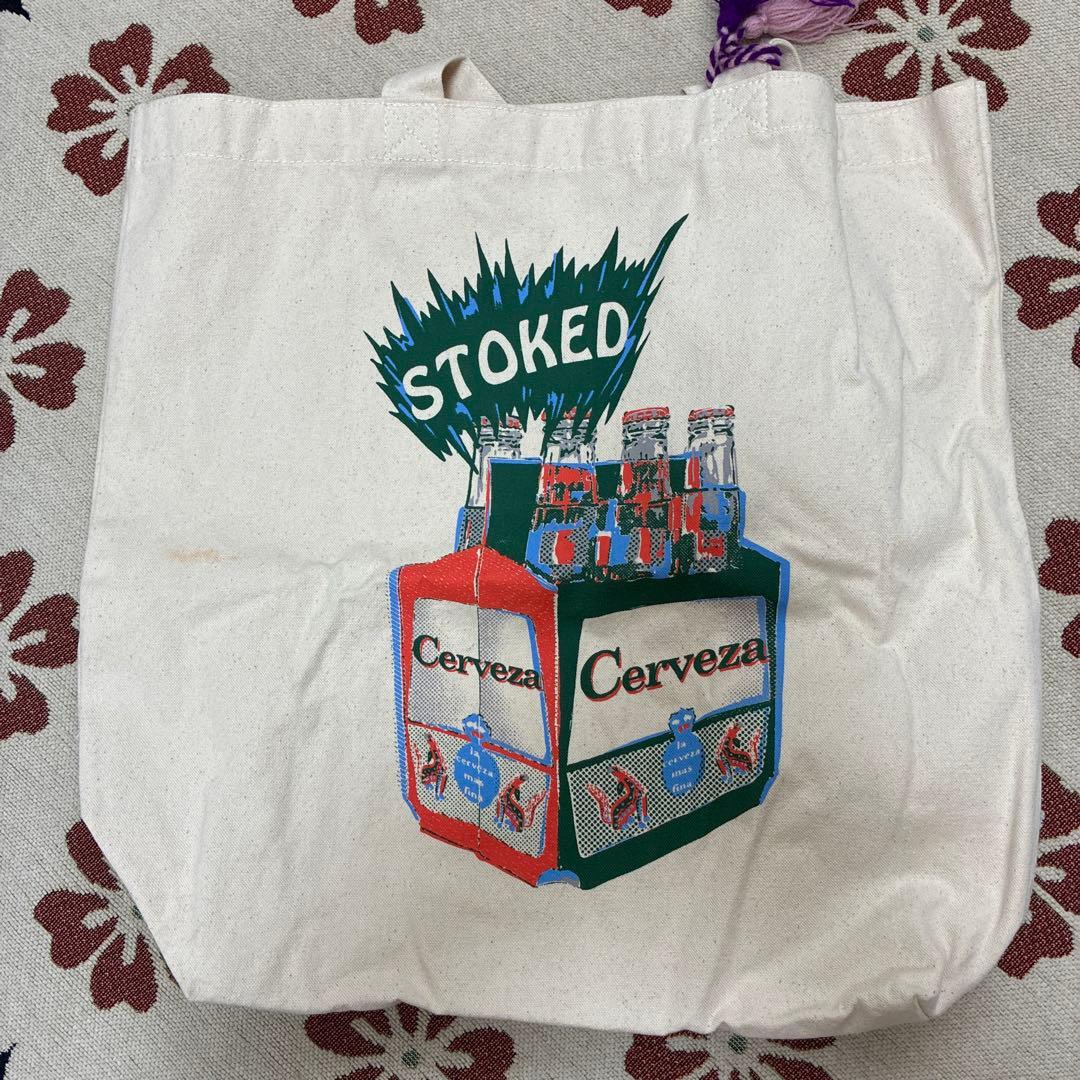 STOKED
Cerveza
Cerveza
la
cerveza
mas
fina
la
cerveza
mas
fina